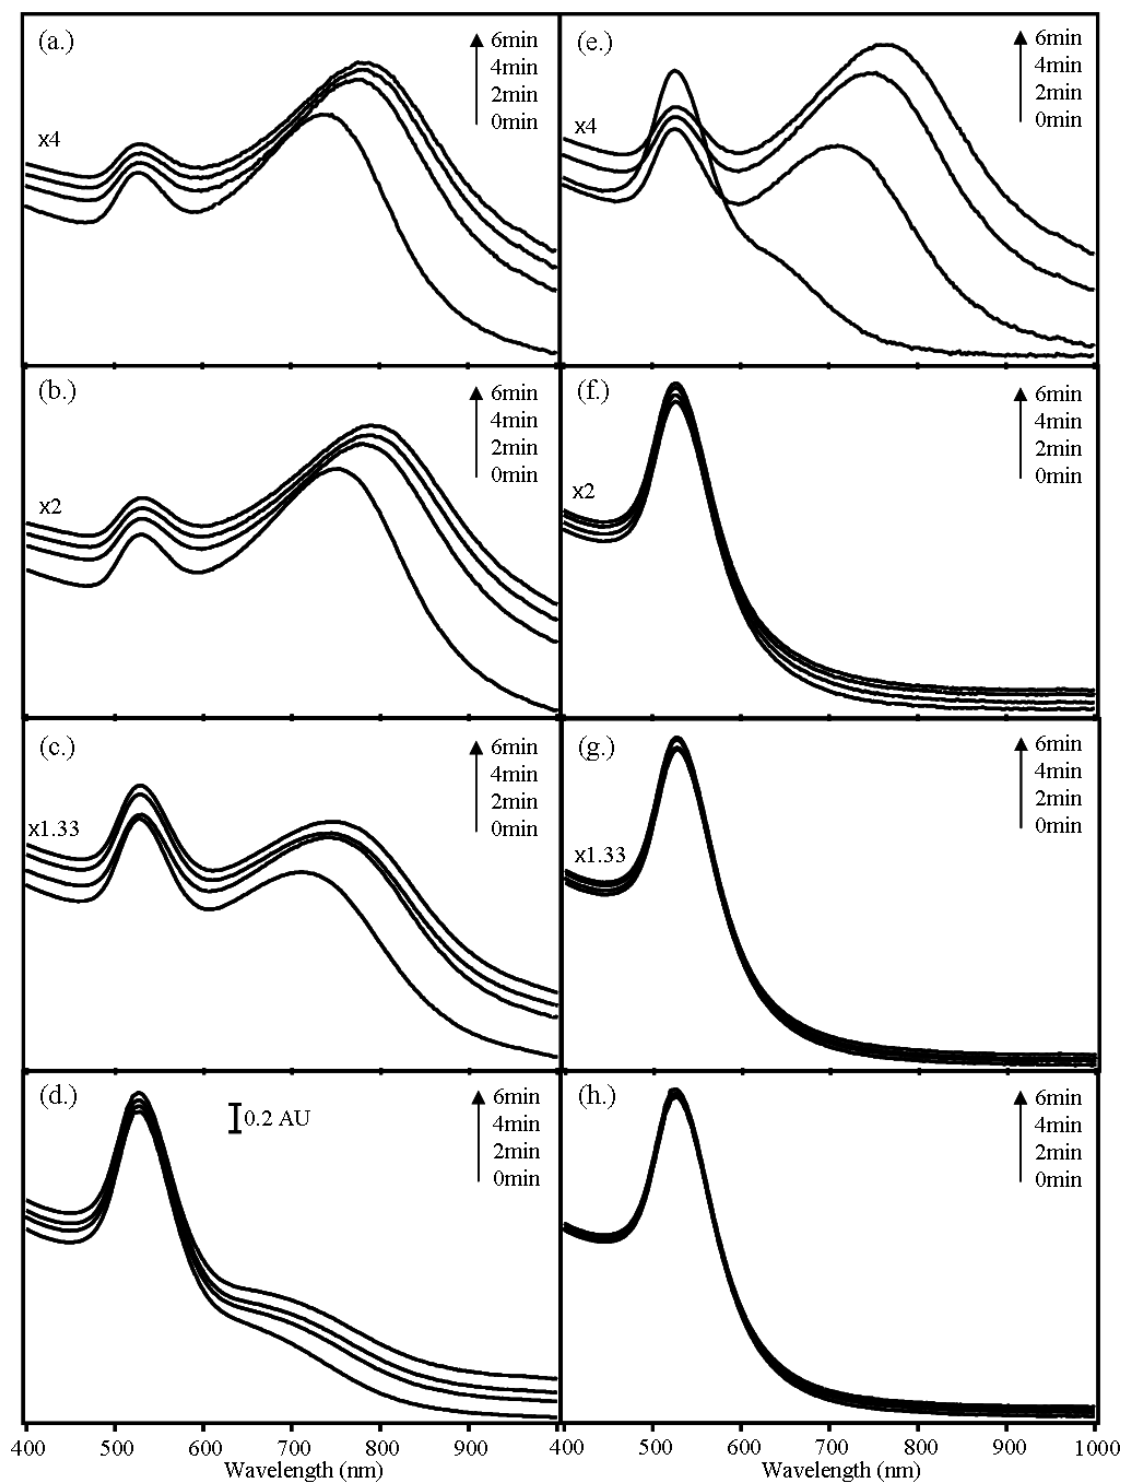 (a.)
6min
4min
2min
0min
x4
(e.)
6min
4min
2min
0min
x4
(b.)
6min
4min
2min
0min
x2
(f.)
6min
4min
2min
0min
x2
(c.)
6min
4min
2min
0min
x1.33
(g.)
6min
4min
2min
0min
x1.33
(d.)
0.2 AU
6min
4min
2min
0min
(h.)
6min
4min
2min
0min
400 500 600 700 800 900 400 500 600 700 800 900 1000
Wavelength (nm) Wavelength (nm)